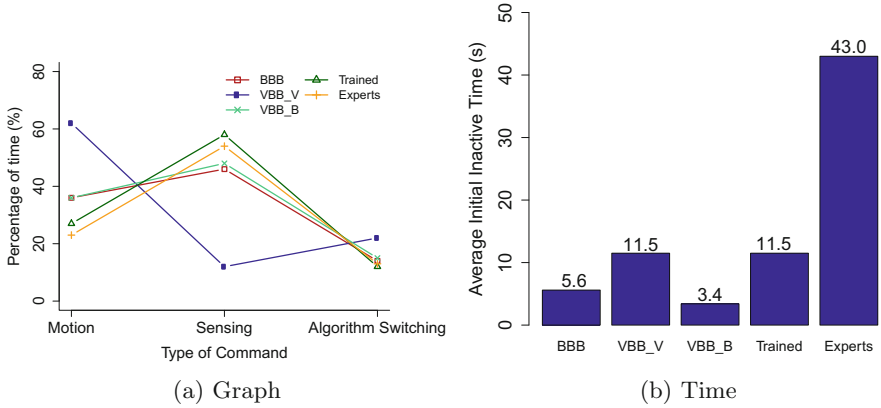 Percentage of time (%)
80
60
40
20
0
BBB
VBB_V
VBB_B
Trained
Experts
Motion
Sensing
Algorithm Switching
Type of Command
(a) Graph
Average Initial Inactive Time (s)
50
40
30
20
10
0
5.6
11.5
3.4
11.5
43.0
BBB
VBB_V
VBB_B
Trained
Experts
(b) Time